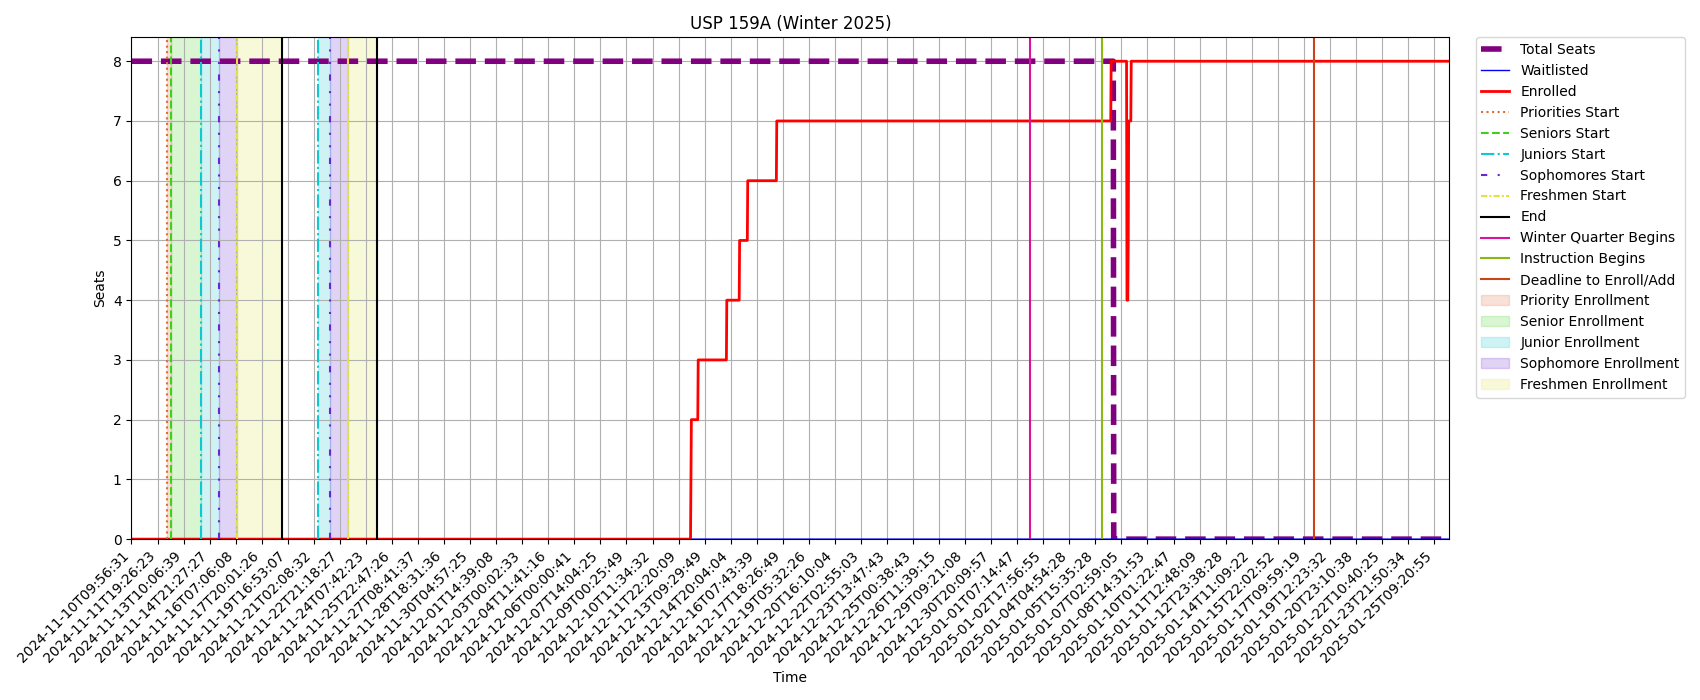 USP 159A (Winter 2025)
Seats
8
7
6
5
4
3
2
1
0
2024-11-10T09:56:31
2024-11-11T19:26:23
2024-11-13T10:06:39
2024-11-14T21:27:27
2024-11-16T07:06:08
2024-11-17T20:01:26
2024-11-19T16:53:07
2024-11-21T02:08:32
2024-11-22T21:18:27
2024-11-24T07:42:23
2024-11-25T22:47:26
2024-11-27T08:41:37
2024-11-28T18:31:36
2024-11-30T04:57:25
2024-12-01T14:39:08
2024-12-03T00:02:33
2024-12-04T11:41:16
2024-12-06T00:00:41
2024-12-07T14:04:25
2024-12-09T00:25:49
2024-12-10T11:34:32
2024-12-11T22:20:09
2024-12-13T09:29:49
2024-12-14T20:04:04
2024-12-16T07:43:39
2024-12-17T18:26:49
2024-12-19T05:32:26
2024-12-20T16:10:04
2024-12-22T02:55:03
2024-12-23T13:47:43
2024-12-25T00:38:43
2024-12-26T11:39:15
2024-12-29T09:21:08
2024-12-30T20:09:57
2025-01-01T07:14:47
2025-01-02T17:56:55
2025-01-04T04:54:28
2025-01-05T15:35:28
2025-01-07T02:59:05
2025-01-08T14:31:53
2025-01-10T01:22:47
2025-01-11T12:48:09
2025-01-12T23:38:28
2025-01-14T11:09:22
2025-01-15T22:02:52
2025-01-17T09:59:19
2025-01-19T12:23:32
2025-01-20T23:10:38
2025-01-22T10:40:25
2025-01-23T21:50:34
2025-01-25T09:20:55
Time
Total Seats
Waitlisted
Enrolled
Priorities Start
Seniors Start
Juniors Start
Sophomores Start
Freshmen Start
End
Winter Quarter Begins
Instruction Begins
Deadline to Enroll/Add
Priority Enrollment
Senior Enrollment
Junior Enrollment
Sophomore Enrollment
Freshmen Enrollment